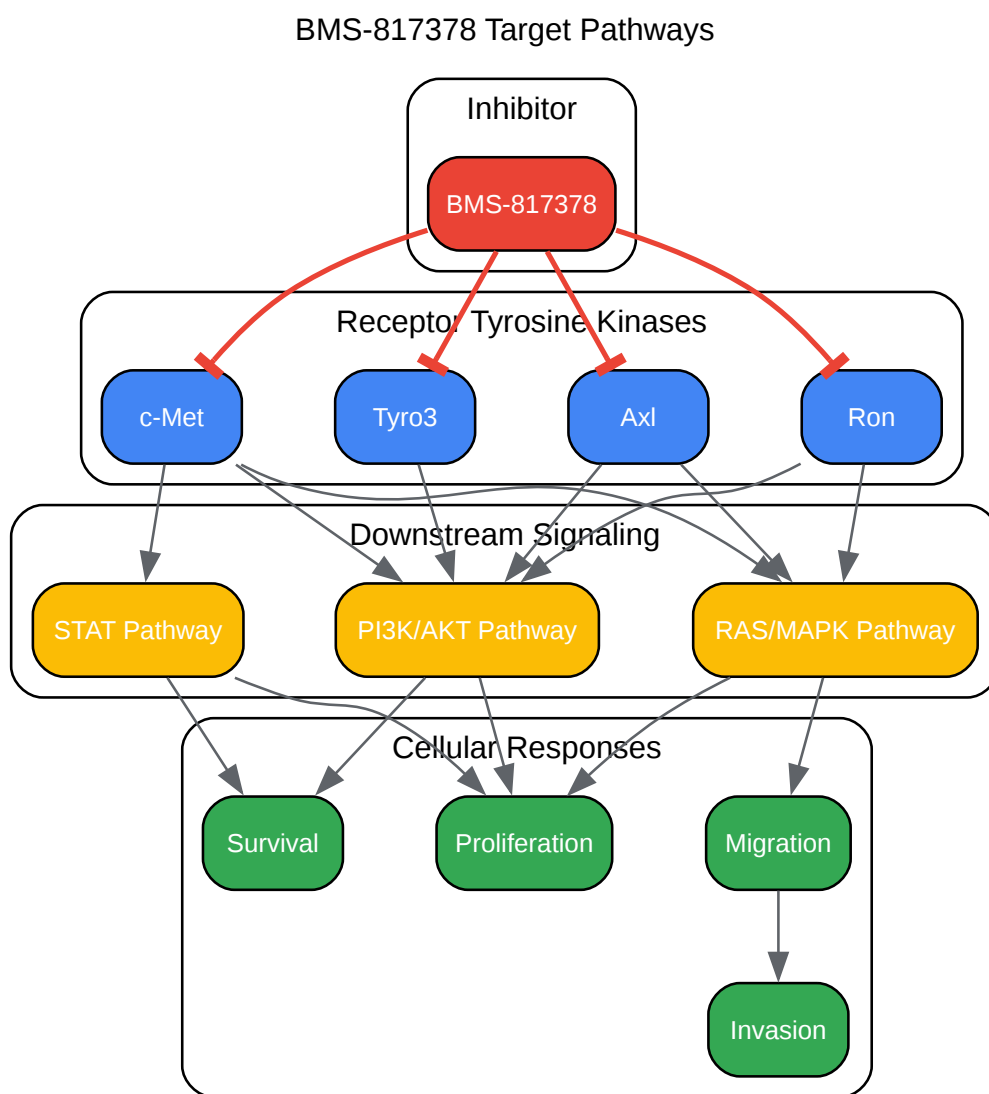 BMS-817378 Target Pathways
Inhibitor
BMS-817378
Receptor Tyrosine Kinases
c-Met
Tyro3
Axl
Ron
Downstream Signaling
STAT Pathway
PI3K/AKT Pathway
RAS/MAPK Pathway
Cellular Responses
Survival
Proliferation
Migration
Invasion